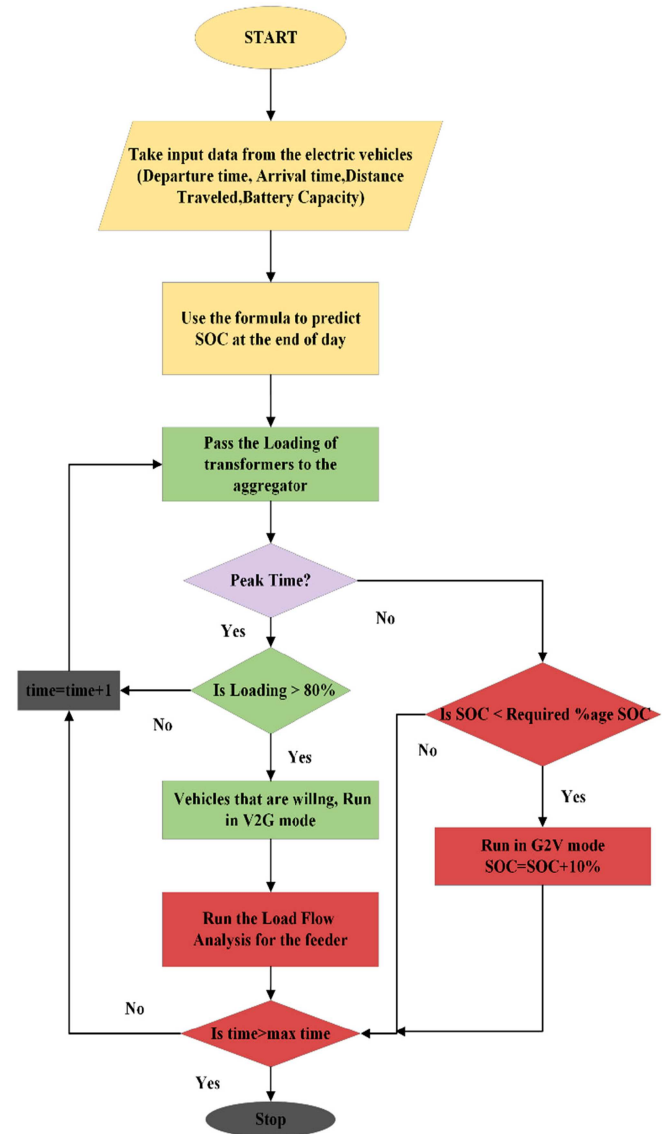 START
Take input data from the electric vehicles
(Departure time, Arrival time,Distance
Traveled,Battery Capacity)
Use the formula to predict
SOC at the end of day
Pass the Loading of
transformers to the
aggregator
Peak Time?
No
Yes
time=time+1
Is Loading > 80%
Is SOC < Required %age SOC
No
No
Yes
Yes
Vehicles that are willng, Run
in V2G mode
Run in G2V mode
SOC=SOC+10%
Run the Load Flow
Analysis for the feeder
No
Is time>max time
Yes
Stop